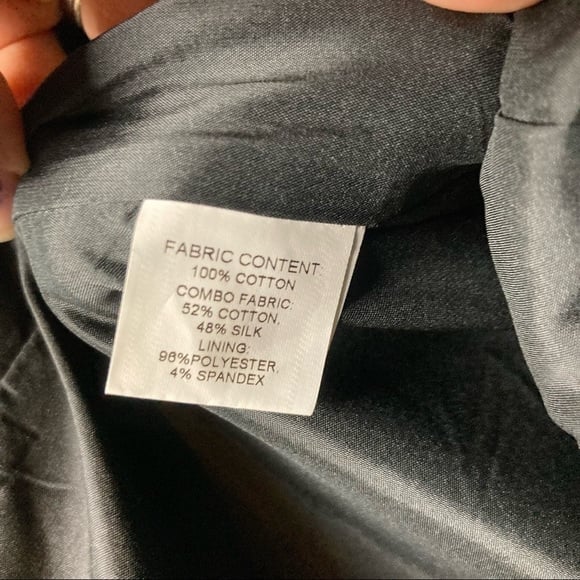 FABRIC CONTENT:
100% COTTON
COMBO FABRIC:
52% COTTON,
48% SILK
LINING:
96%POLYESTER,
4% SPANDEX